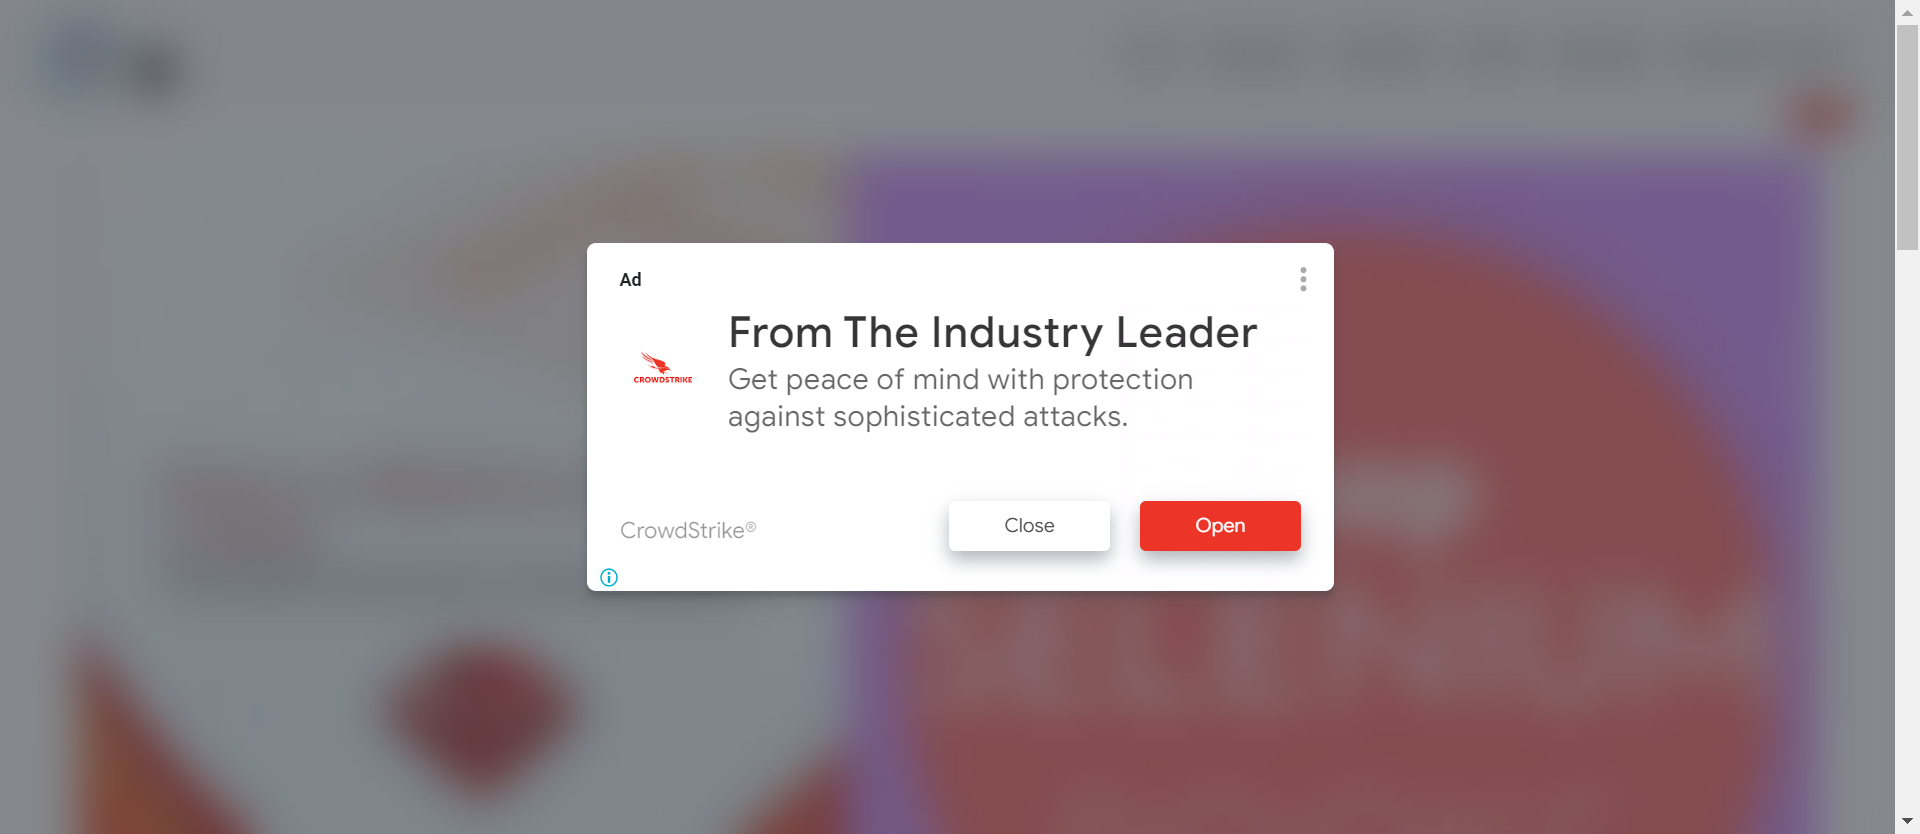 Ad
From The Industry Leader
CROWDSTRIKE
Get peace of mind with protection
against sophisticated attacks.
CrowdStrike®
Close
Open